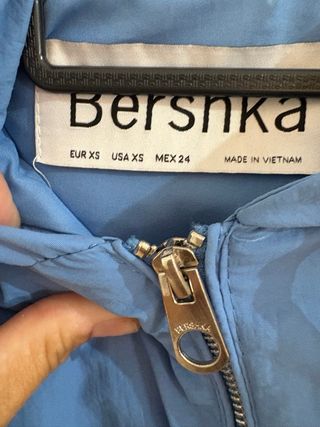 Bershka
EUR XS USA XS MEX 24 MADE IN VIETNAM
BERSHKA